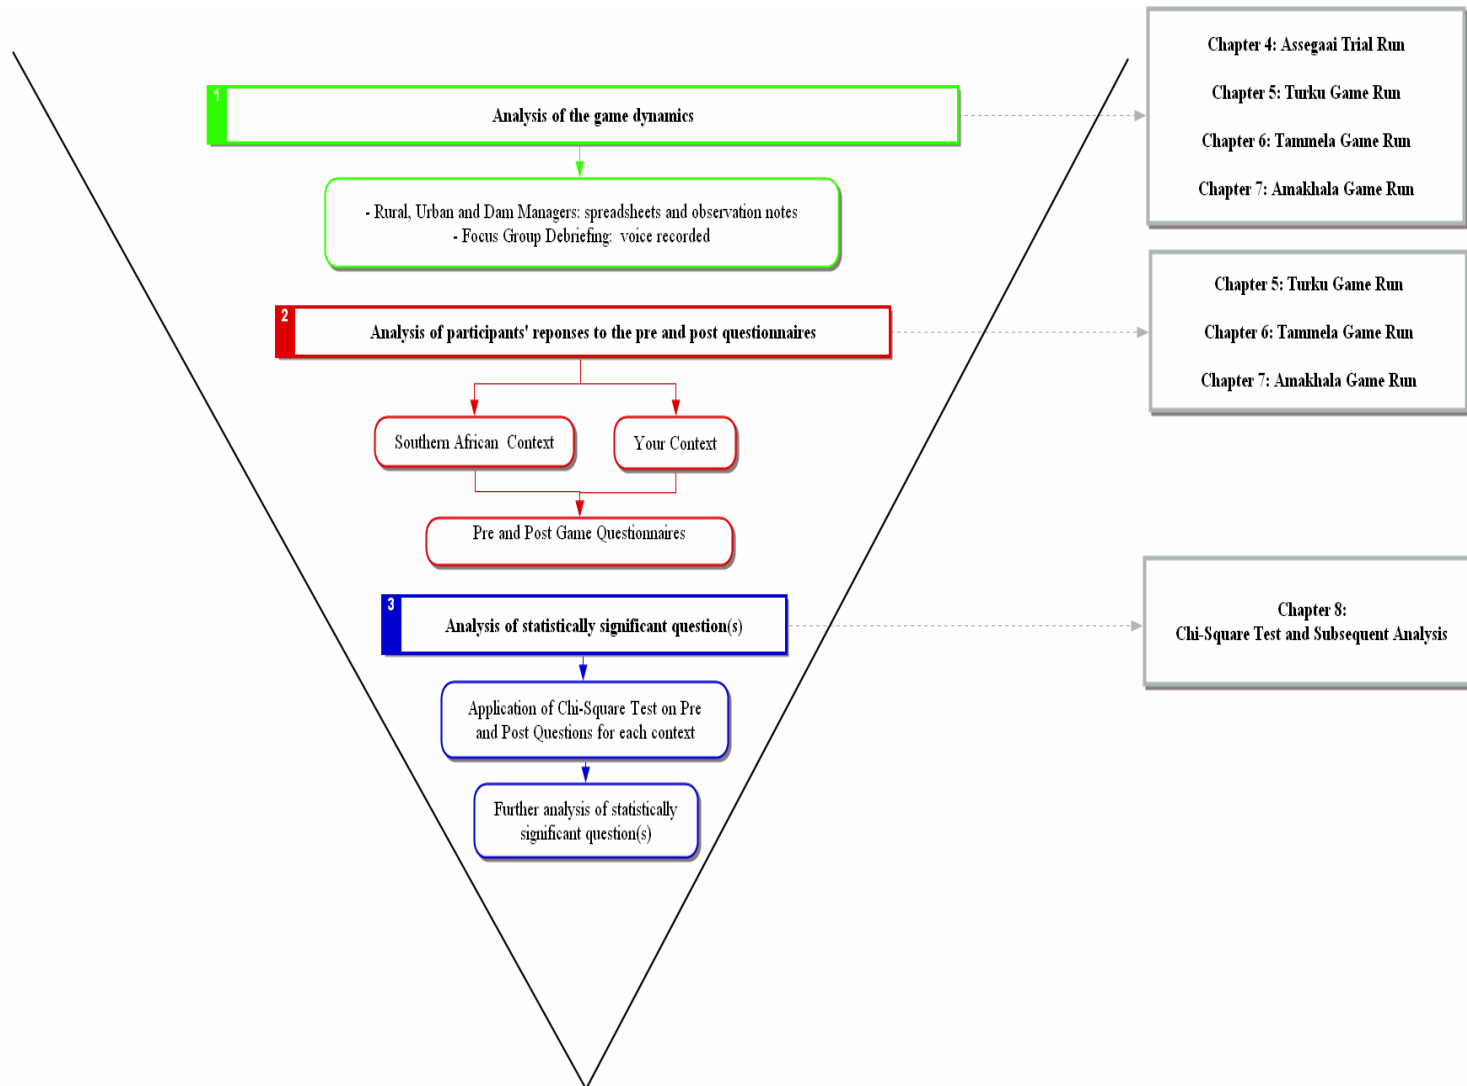 1
Analysis of the game dynamics
- Rural, Urban and Dam Managers: spreadsheets and observation notes
- Focus Group Debriefing: voice recorded
Chapter 4: Assegaai Trial Run
Chapter 5: Turku Game Run
Chapter 6: Tammela Game Run
Chapter 7: Amakhala Game Run
2
Analysis of participants' reponses to the pre and post questionnaires
Southern African Context
Your Context
Pre and Post Game Questionnaires
Chapter 5: Turku Game Run
Chapter 6: Tammela Game Run
Chapter 7: Amakhala Game Run
3
Analysis of statistically significant question(s)
Application of Chi-Square Test on Pre
and Post Questions for each context
Further analysis of statistically
significant question(s)
Chapter 8:
Chi-Square Test and Subsequent Analysis